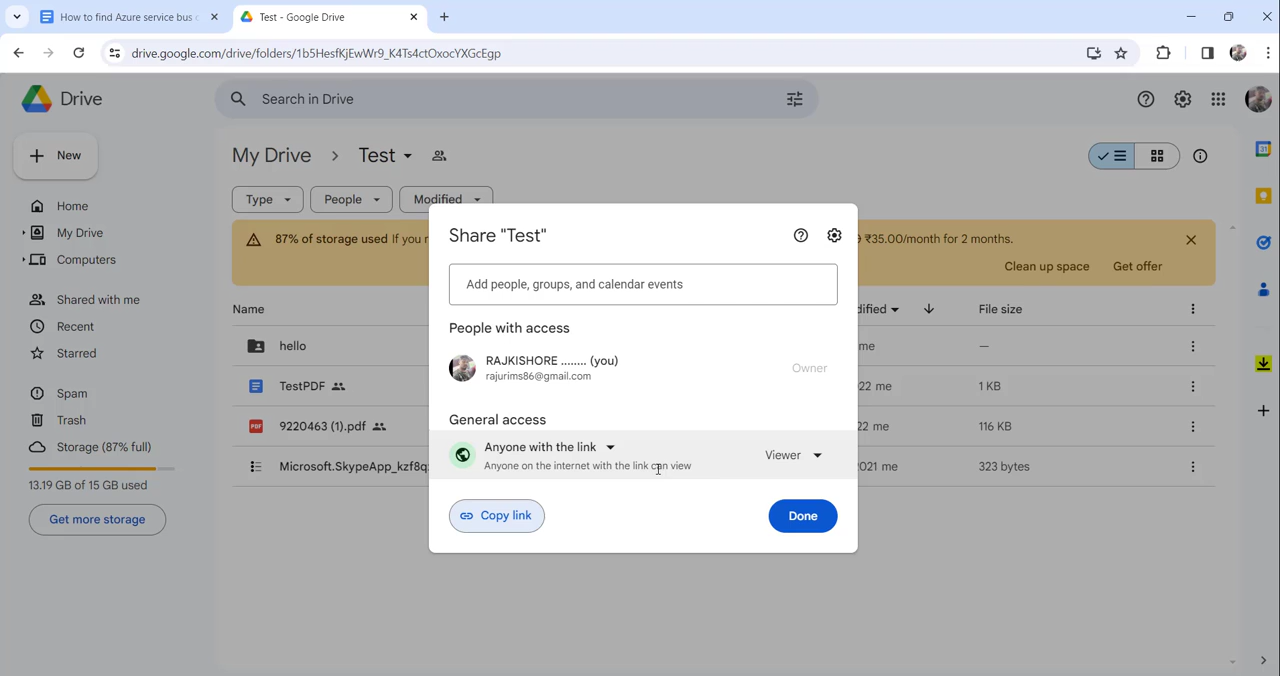 How to find Azure service bus c
Test - Google Drive
drive.google.com/drive/folders/1b5HesfKjEwWr9_K4Ts4ctOxocYXGcEgp
Drive
Search in Drive
New
My Drive
Test
Type
People
Modified
Home
My Drive
Computers
Shared with me
Recent
Starred
Spam
Trash
Storage (87% full)
13.19 GB of 15 GB used
Get more storage
87% of storage used If you r
₹35.00/month for 2 months.
Clean up space
Get offer
Name
dified
File size
hello
me
—
TestPDF
22 me
1 KB
9220463 (1).pdf
22 me
116 KB
Microsoft.SkypeApp_kzf8q
2021 me
323 bytes
Share "Test"
Add people, groups, and calendar events
People with access
RAJKISHORE ........ (you)
rajurims86@gmail.com
Owner
General access
Anyone with the link
Anyone on the internet with the link can view
Viewer
Copy link
Done
31